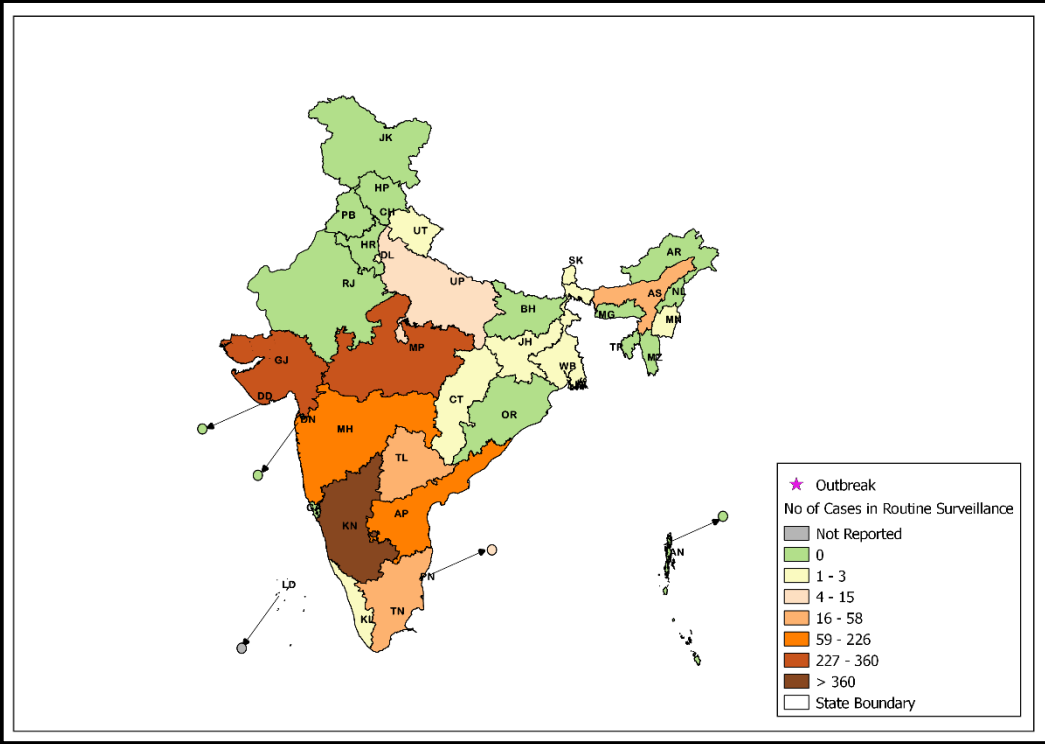 JK
HP
CH
PB
UT
HR
DL
RJ
UP
SK
AR
AS
NL
BH
MG
MN
JH
TR
MZ
MP
GJ
WB
CT
DD
OR
DN
MH
TL
KN
AP
AN
PN
LD
TN
KL
Outbreak
No of Cases in Routine Surveillance
Not Reported
0
1 - 3
4 - 15
16 - 58
59 - 226
227 - 360
> 360
State Boundary